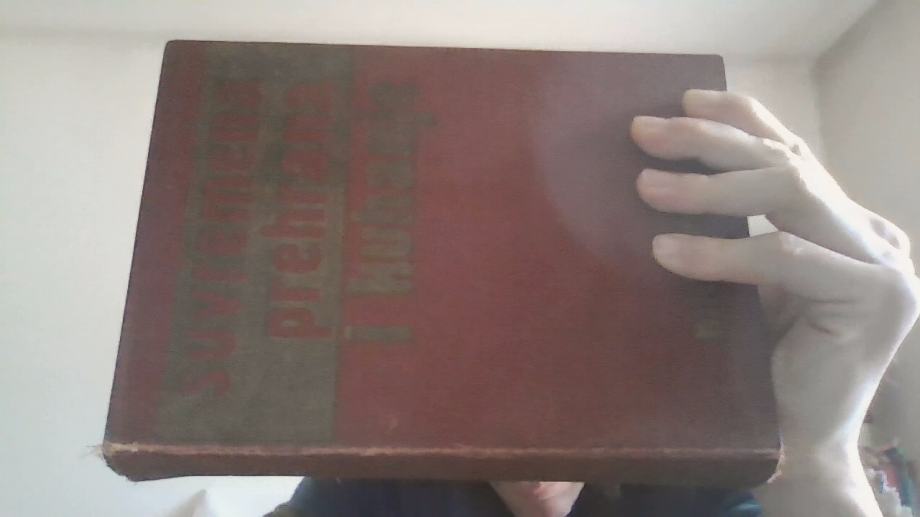 Suvremena
prehrana
i kuhanje